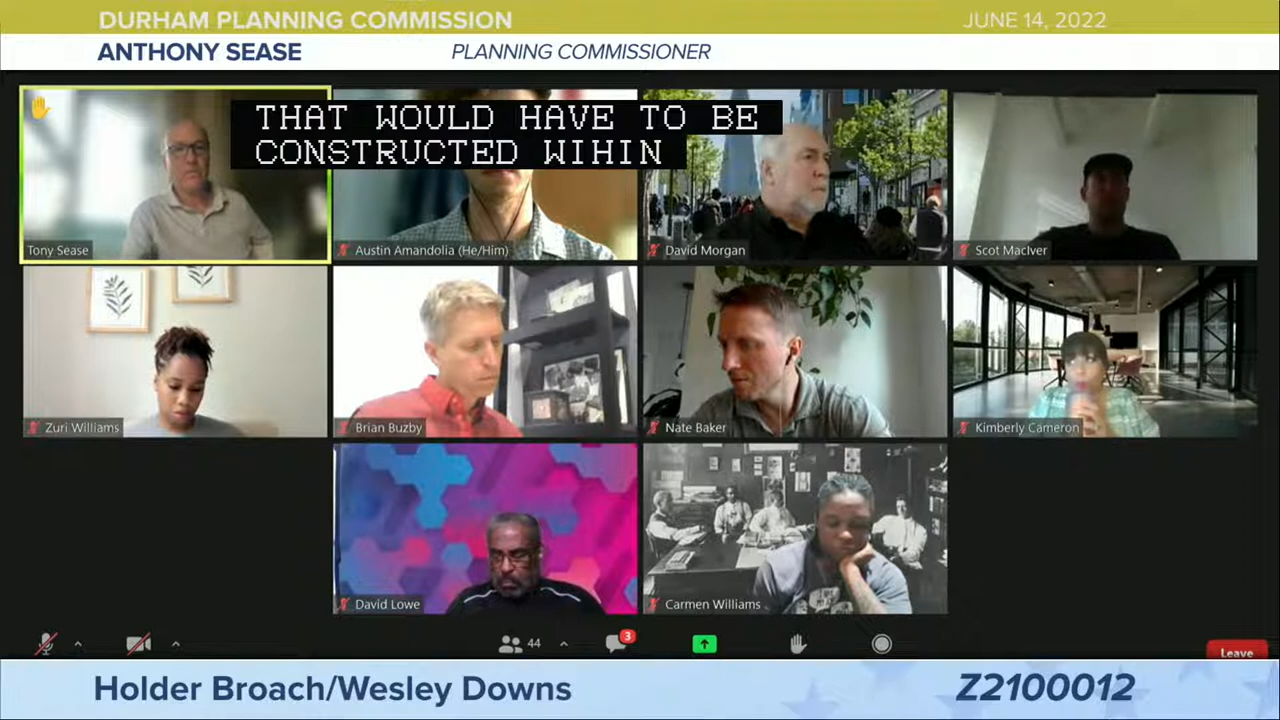 DURHAM PLANNING COMMISSION
JUNE 14, 2022
ANTHONY SEASE
PLANNING COMMISSIONER
THAT WOULD HAVE TO BE
CONSTRUCTED WIHIN
Tony Sease
Austin Amandolia (He/Him)
David Morgan
Scot MacIver
Zuri Williams
Brian Buzby
Nate Baker
Kimberly Cameron
David Lowe
Carmen Williams
44
3
Leave
Holder Broach/Wesley Downs
Z2100012